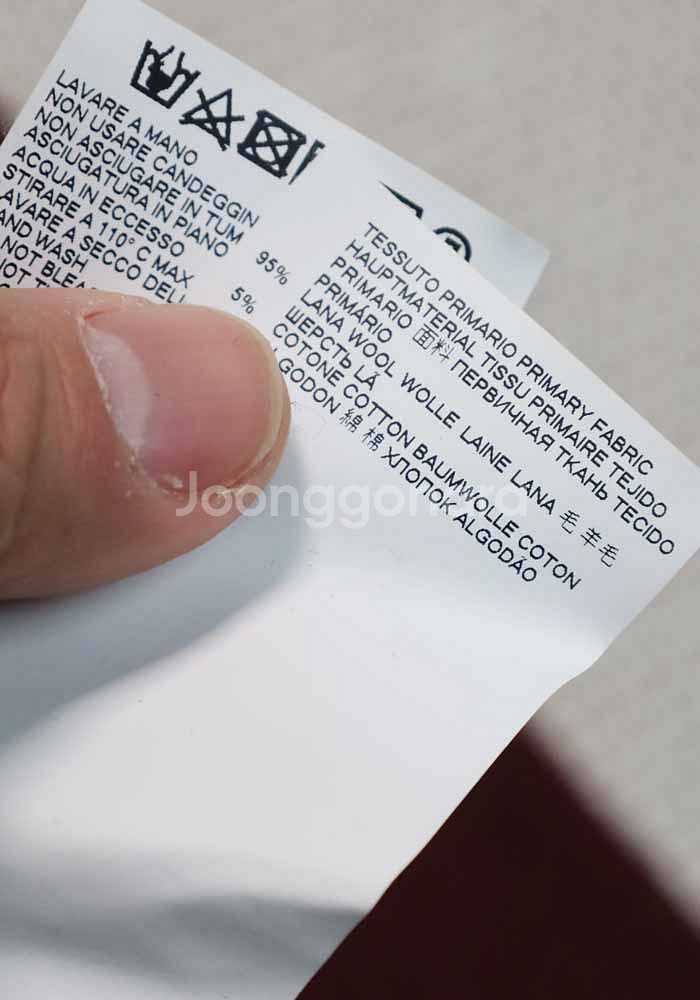 LAVARE A MANO
NON USARE CANDEGGIN
NON ASCIUGARE IN TUM
ASCIUGATURA IN PIANO
ACQUA IN ECCESSO
STIRARE A 110° C MAX
AVARE A SECCO DELI
AND WASH
NOT BLEA
TESSUTO PRIMARIO PRIMARY FABRIC
HAUPTMATERIAL TISSU PRIMAIRE TEJIDO
PRIMARIO 面料 ПЕРВИЧНАЯ ТКАНЬ TECIDO
PRIMÁRIO
95% LANA WOOL WOLLE LAINE LANA 毛 羊毛
ШЕРСТЬ LÃ
5% COTONE COTTON BAUMWOLLE COTON
LGODON 綿 棉 ХЛОПОК ALGODÃO
Joonggonara